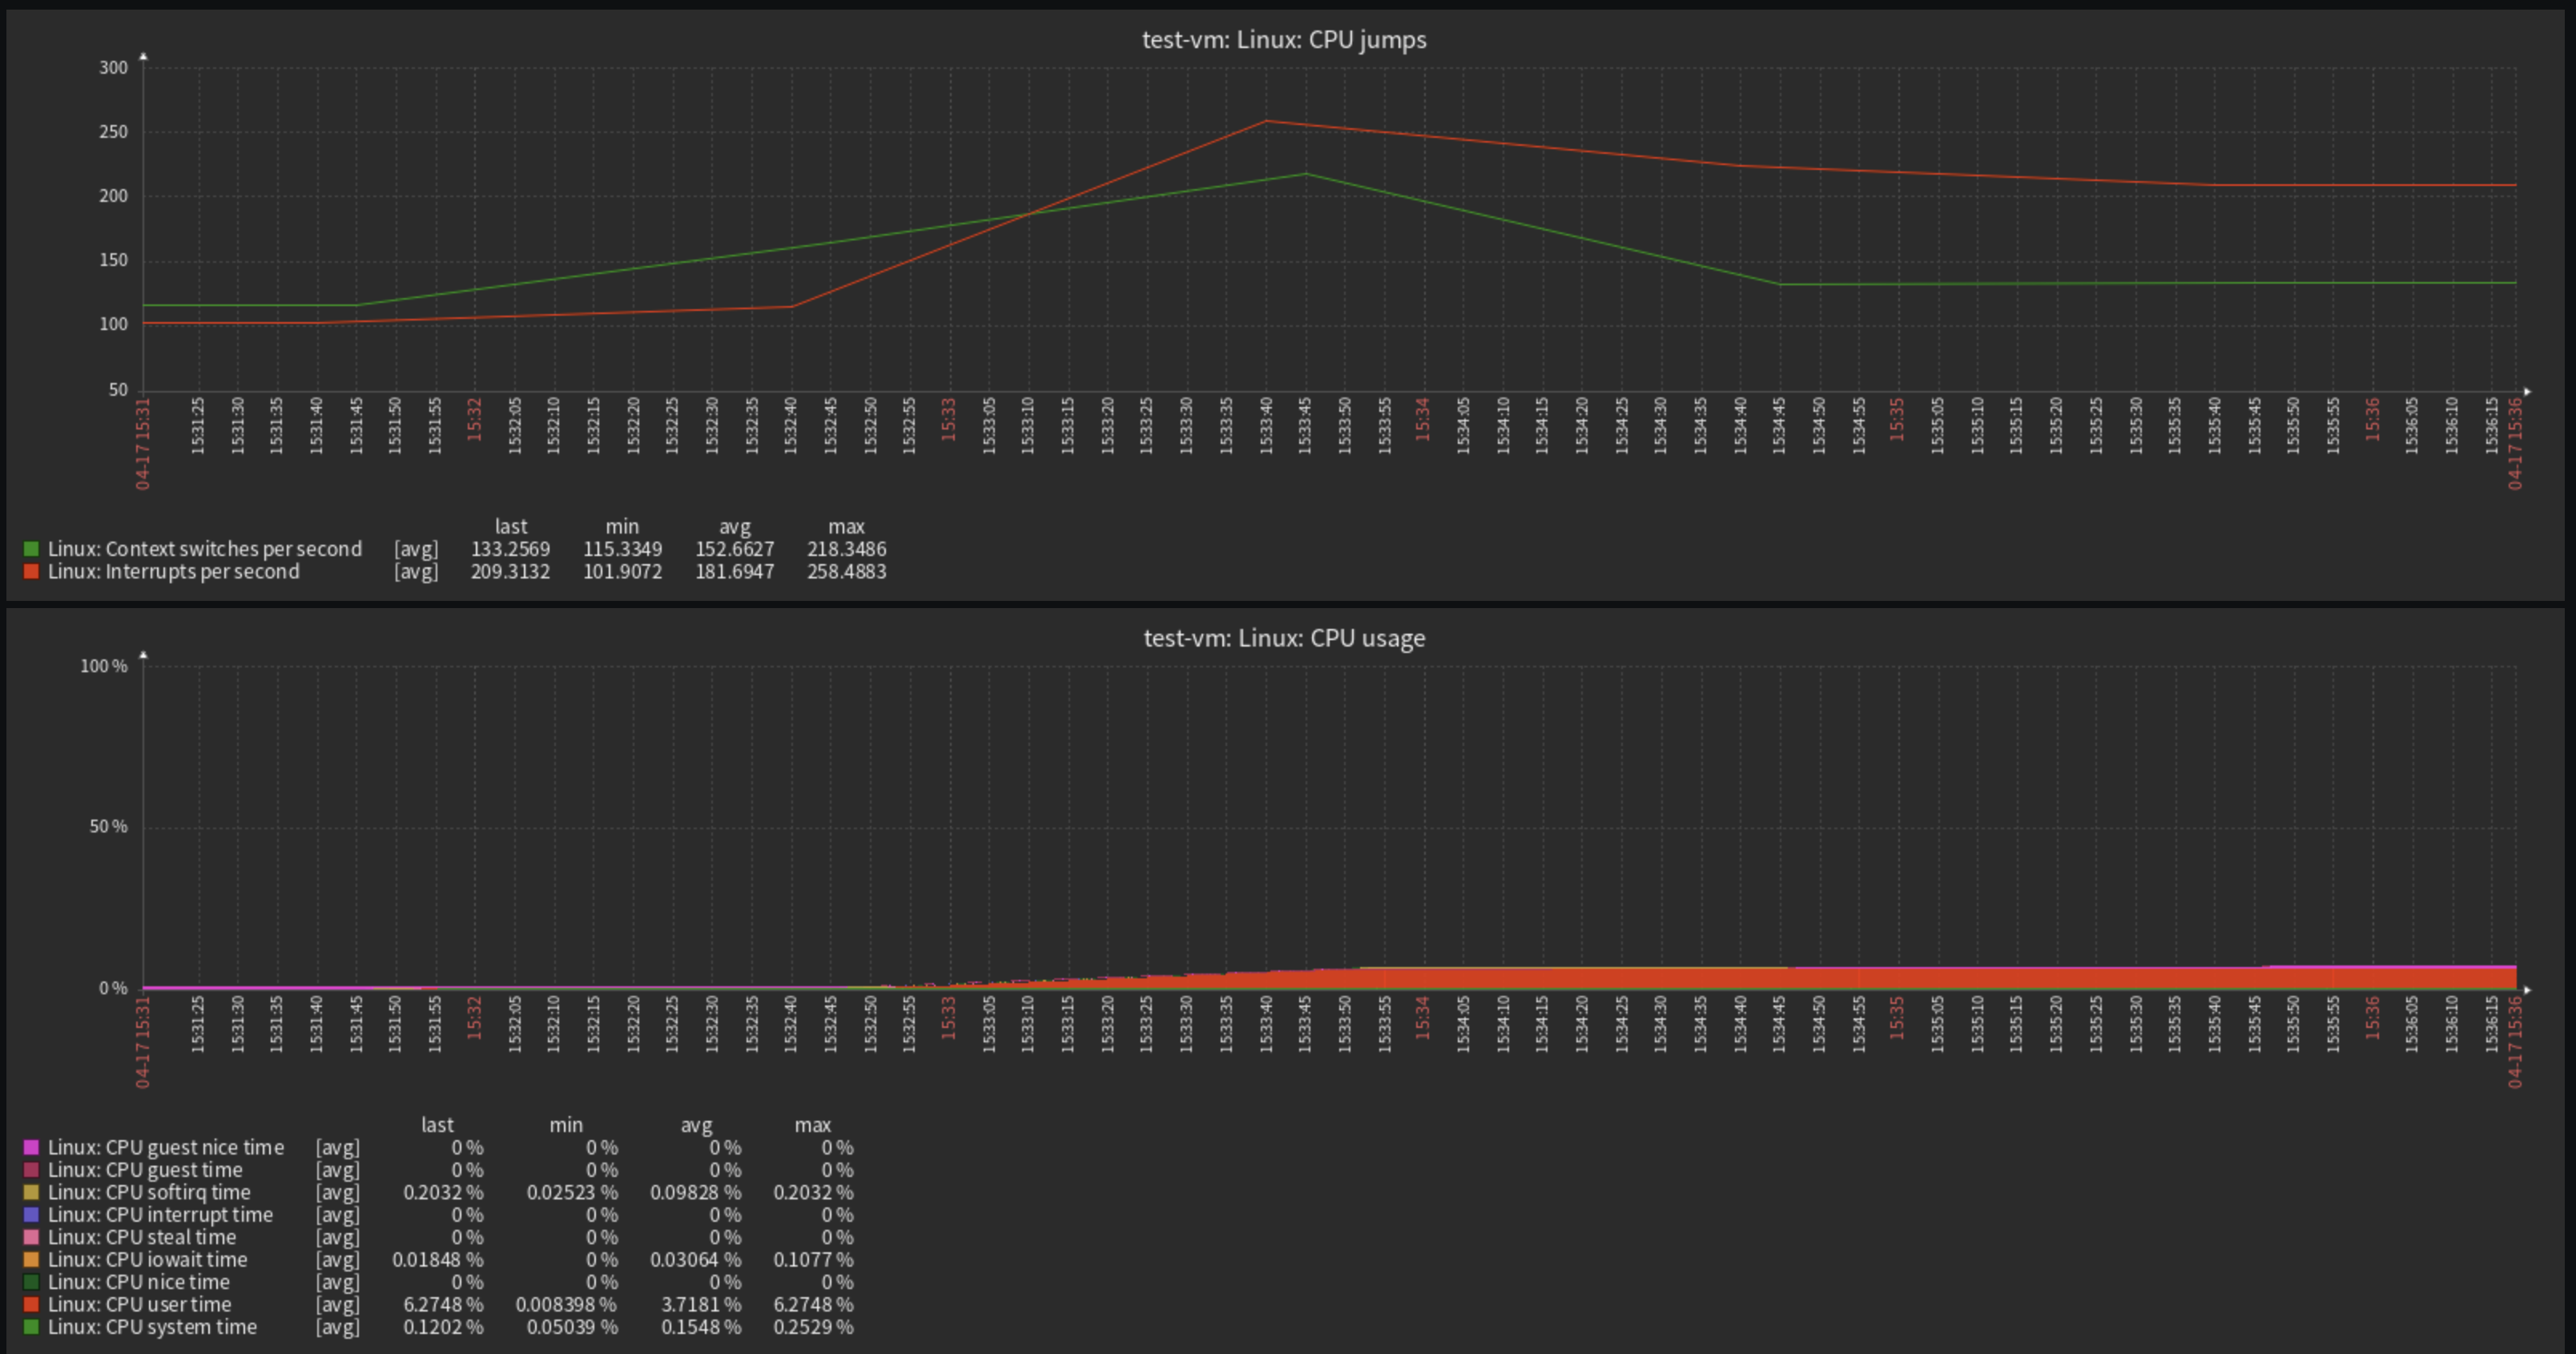 test-vm: Linux: CPU jumps
300
250
200
150
100
50
04-17 15:31 15:31:25 15:31:30 15:31:35 15:31:40 15:31:45 15:31:50 15:31:55 15:32 15:32:05 15:32:10 15:32:15 15:32:20 15:32:25 15:32:30 15:32:35 15:32:40 15:32:45 15:32:50 15:32:55 15:33 15:33:05 15:33:10 15:33:15 15:33:20 15:33:25 15:33:30 15:33:35 15:33:40 15:33:45 15:33:50 15:33:55 15:34 15:34:05 15:34:10 15:34:15 15:34:20 15:34:25 15:34:30 15:34:35 15:34:40 15:34:45 15:34:50 15:34:55 15:35 15:35:05 15:35:10 15:35:15 15:35:20 15:35:25 15:35:30 15:35:35 15:35:40 15:35:45 15:35:50 15:35:55 15:36 15:36:05 15:36:10 15:36:15 04-17 15:36
last min avg max
Linux: Context switches per second [avg] 133.2569 115.3349 152.6627 218.3486
Linux: Interrupts per second [avg] 209.3132 101.9072 181.6947 258.4883
test-vm: Linux: CPU usage
100 %
50 %
0 %
04-17 15:31 15:31:25 15:31:30 15:31:35 15:31:40 15:31:45 15:31:50 15:31:55 15:32 15:32:05 15:32:10 15:32:15 15:32:20 15:32:25 15:32:30 15:32:35 15:32:40 15:32:45 15:32:50 15:32:55 15:33 15:33:05 15:33:10 15:33:15 15:33:20 15:33:25 15:33:30 15:33:35 15:33:40 15:33:45 15:33:50 15:33:55 15:34 15:34:05 15:34:10 15:34:15 15:34:20 15:34:25 15:34:30 15:34:35 15:34:40 15:34:45 15:34:50 15:34:55 15:35 15:35:05 15:35:10 15:35:15 15:35:20 15:35:25 15:35:30 15:35:35 15:35:40 15:35:45 15:35:50 15:35:55 15:36 15:36:05 15:36:10 15:36:15 04-17 15:36
last min avg max
Linux: CPU guest nice time [avg] 0 % 0 % 0 % 0 %
Linux: CPU guest time [avg] 0 % 0 % 0 % 0 %
Linux: CPU softirq time [avg] 0.2032 % 0.02523 % 0.09828 % 0.2032 %
Linux: CPU interrupt time [avg] 0 % 0 % 0 % 0 %
Linux: CPU steal time [avg] 0 % 0 % 0 % 0 %
Linux: CPU iowait time [avg] 0.01848 % 0 % 0.03064 % 0.1077 %
Linux: CPU nice time [avg] 0 % 0 % 0 % 0 %
Linux: CPU user time [avg] 6.2748 % 0.008398 % 3.7181 % 6.2748 %
Linux: CPU system time [avg] 0.1202 % 0.05039 % 0.1548 % 0.2529 %